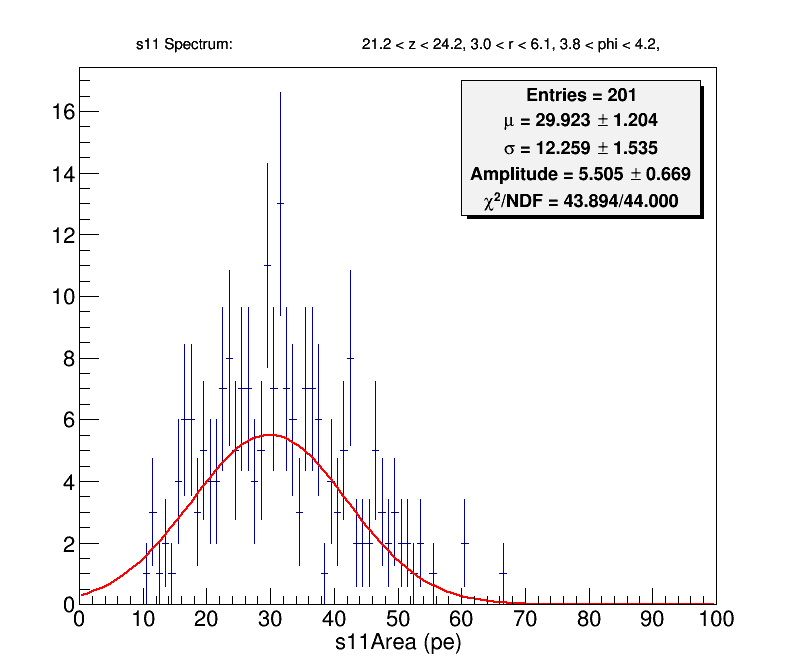 s11 Spectrum: 21.2 < z < 24.2, 3.0 < r < 6.1, 3.8 < phi < 4.2,
Entries = 201
μ = 29.923 ± 1.204
σ = 12.259 ± 1.535
Amplitude = 5.505 ± 0.669
χ²/NDF = 43.894/44.000
16
14
12
10
8
6
4
2
0
0 10 20 30 40 50 60 70 80 90 100
s11Area (pe)